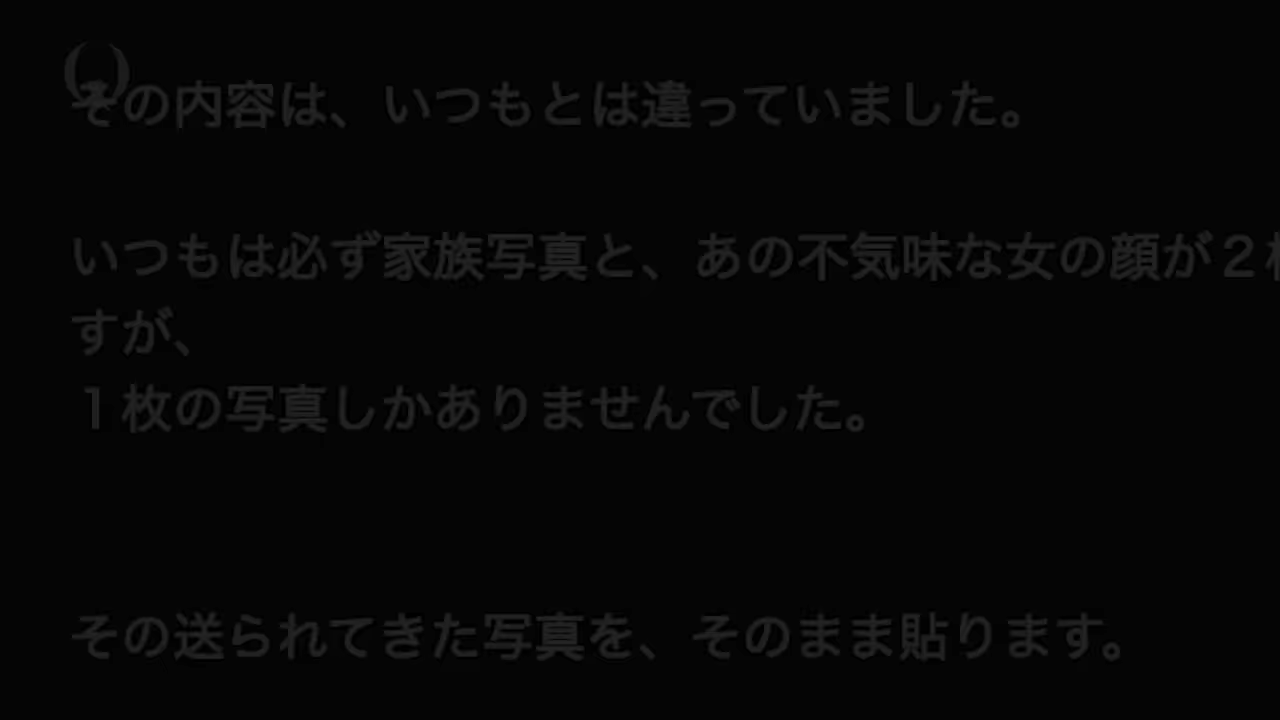 Q
その内容は、いつもとは違っていました。
いつもは必ず家族写真と、あの不気味な女の顔が２
すが、
１枚の写真しかありませんでした。
その送られてきた写真を、そのまま貼ります。